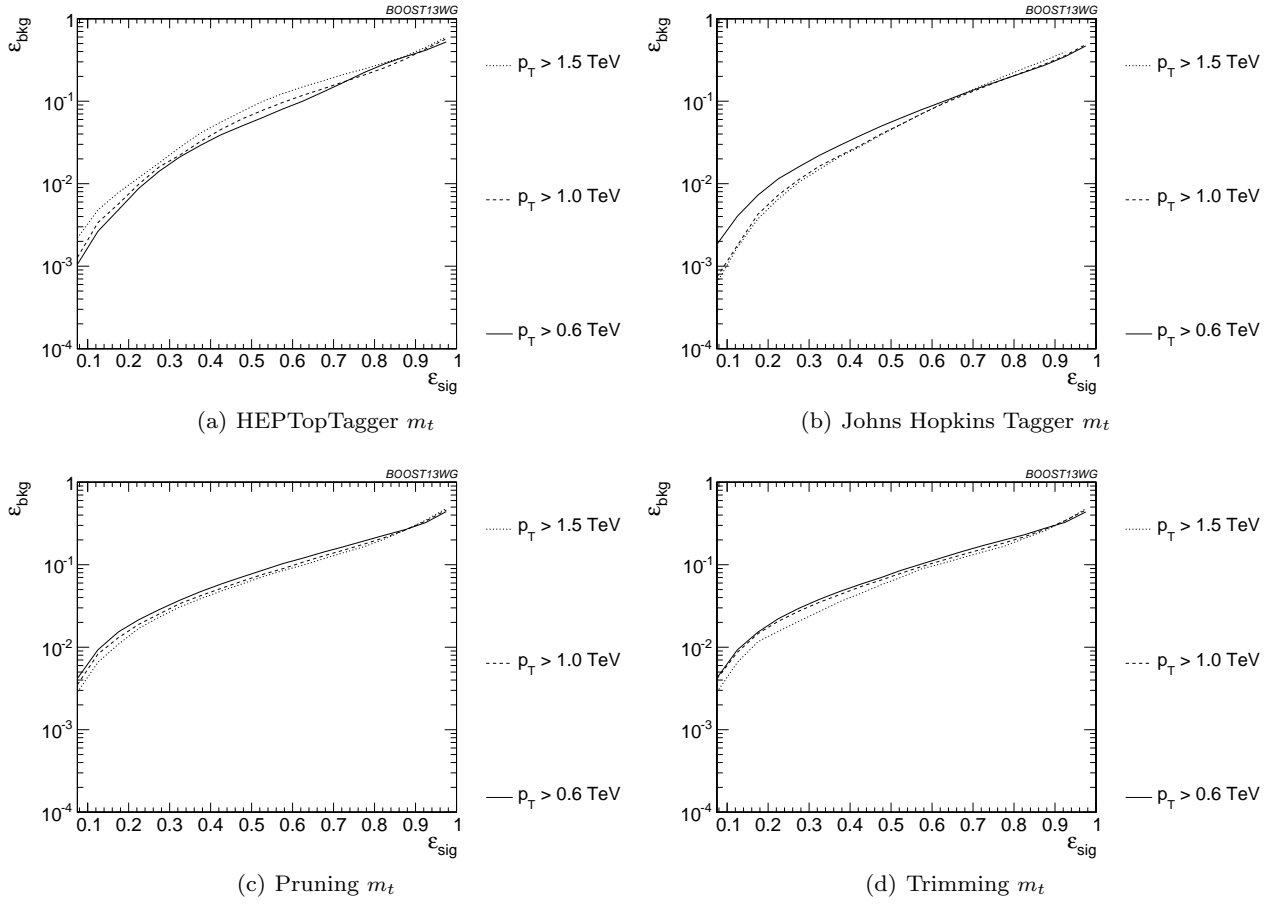 BOOST13WG
ε_bkg
1
10⁻¹
10⁻²
10⁻³
10⁻⁴
0.1 0.2 0.3 0.4 0.5 0.6 0.7 0.8 0.9 1
ε_sig
p_T > 1.5 TeV
p_T > 1.0 TeV
p_T > 0.6 TeV
(a) HEPTopTagger m_t
BOOST13WG
ε_bkg
1
10⁻¹
10⁻²
10⁻³
10⁻⁴
0.1 0.2 0.3 0.4 0.5 0.6 0.7 0.8 0.9 1
ε_sig
p_T > 1.5 TeV
p_T > 1.0 TeV
p_T > 0.6 TeV
(b) Johns Hopkins Tagger m_t
BOOST13WG
ε_bkg
1
10⁻¹
10⁻²
10⁻³
10⁻⁴
0.1 0.2 0.3 0.4 0.5 0.6 0.7 0.8 0.9 1
ε_sig
p_T > 1.5 TeV
p_T > 1.0 TeV
p_T > 0.6 TeV
(c) Pruning m_t
BOOST13WG
ε_bkg
1
10⁻¹
10⁻²
10⁻³
10⁻⁴
0.1 0.2 0.3 0.4 0.5 0.6 0.7 0.8 0.9 1
ε_sig
p_T > 1.5 TeV
p_T > 1.0 TeV
p_T > 0.6 TeV
(d) Trimming m_t